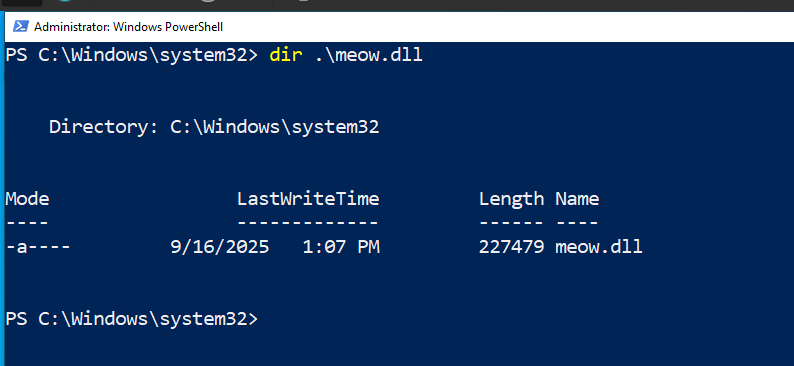 Administrator: Windows PowerShell
PS C:\Windows\system32> dir .\meow.dll
Directory: C:\Windows\system32
Mode LastWriteTime Length Name
---- ------------- ------ ----
-a---- 9/16/2025 1:07 PM 227479 meow.dll
PS C:\Windows\system32>